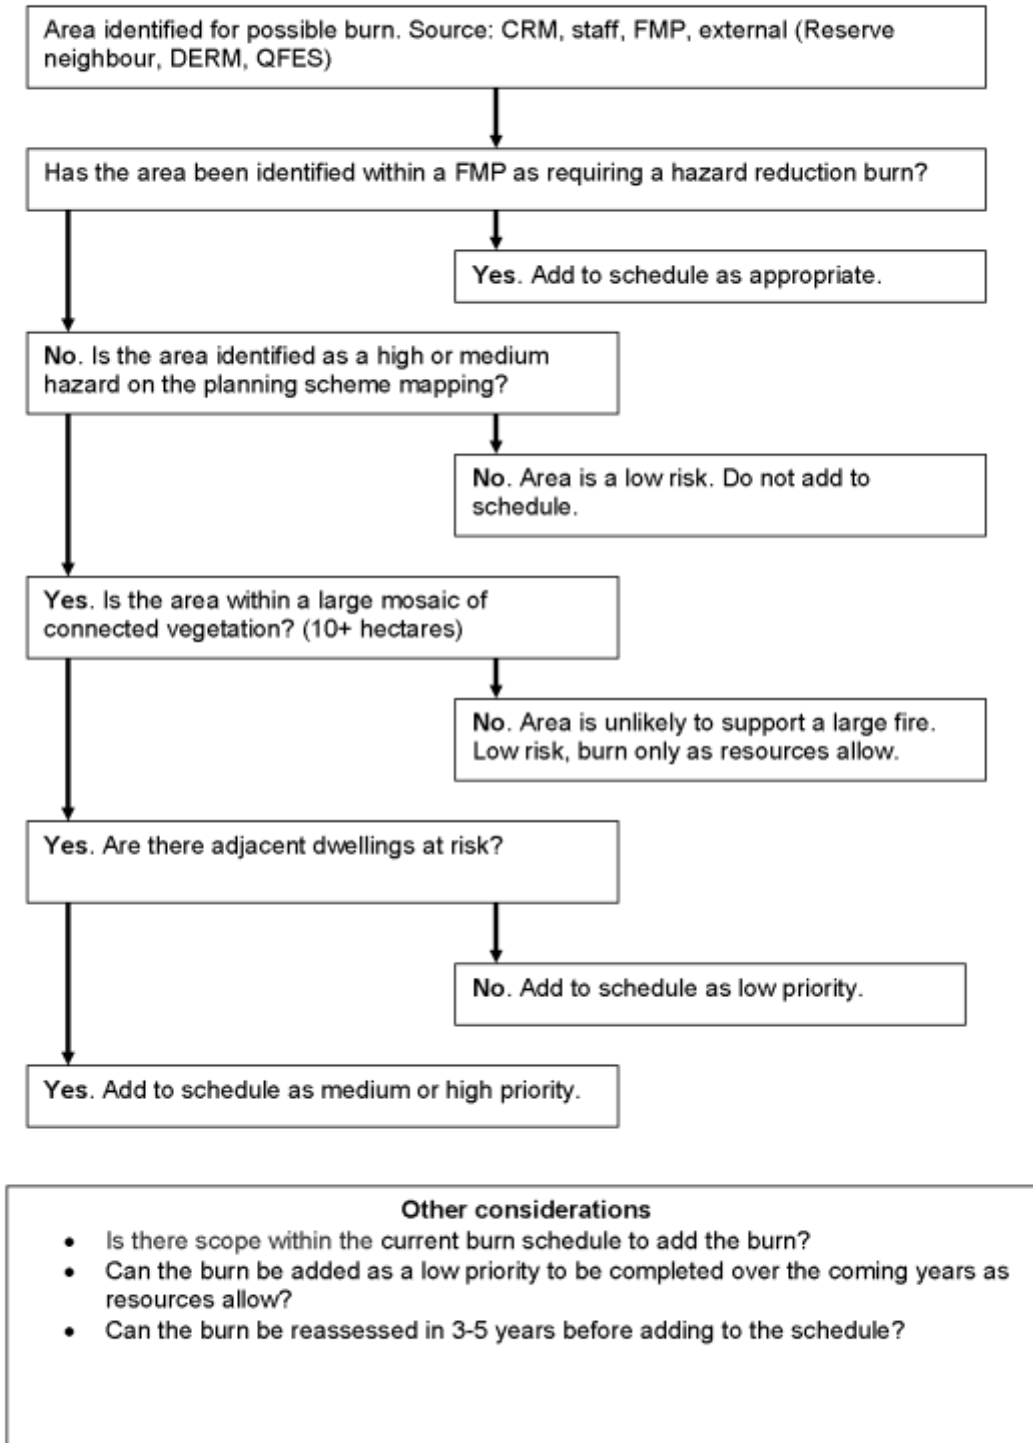 Area identified for possible burn. Source: CRM, staff, FMP, external (Reserve
neighbour, DERM, QFES)
Has the area been identified within a FMP as requiring a hazard reduction burn?
Yes. Add to schedule as appropriate.
No. Is the area identified as a high or medium
hazard on the planning scheme mapping?
No. Area is a low risk. Do not add to
schedule.
Yes. Is the area within a large mosaic of
connected vegetation? (10+ hectares)
No. Area is unlikely to support a large fire.
Low risk, burn only as resources allow.
Yes. Are there adjacent dwellings at risk?
No. Add to schedule as low priority.
Yes. Add to schedule as medium or high priority.
Other considerations
• Is there scope within the current burn schedule to add the burn?
• Can the burn be added as a low priority to be completed over the coming years as
resources allow?
• Can the burn be reassessed in 3-5 years before adding to the schedule?